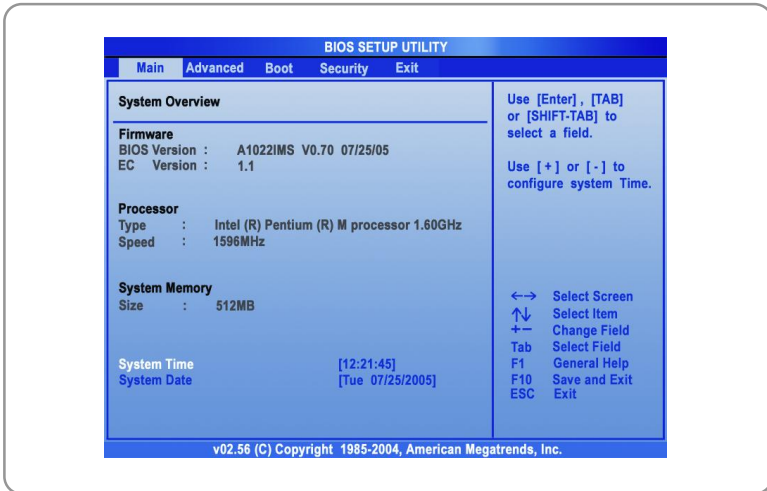 BIOS SETUP UTILITY
Main Advanced Boot Security Exit
System Overview
Firmware
BIOS Version : A1022IMS V0.70 07/25/05
EC Version : 1.1
Processor
Type : Intel (R) Pentium (R) M processor 1.60GHz
Speed : 1596MHz
System Memory
Size : 512MB
System Time [12:21:45]
System Date [Tue 07/25/2005]
Use [Enter] , [TAB]
or [SHIFT-TAB] to
select a field.
Use [+] or [-] to
configure system Time.
←→ Select Screen
↑↓ Select Item
+- Change Field
Tab Select Field
F1 General Help
F10 Save and Exit
ESC Exit
v02.56 (C) Copyright 1985-2004, American Megatrends, Inc.